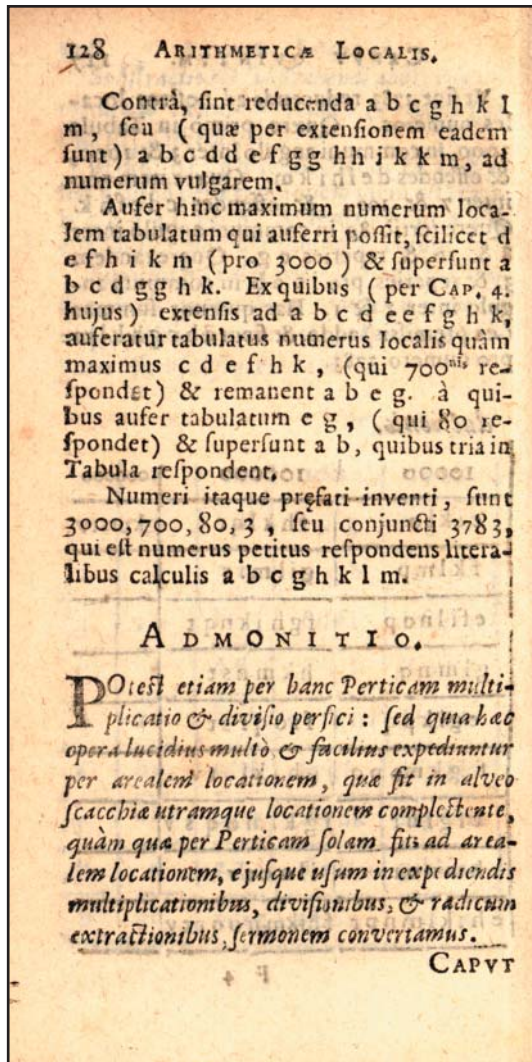 128 ARITHMETICÆ LOCALIS.
Contrà, ſint reducenda a b c g h k l
m, ſeu ( quæ per extenſionem eadem
ſunt ) a b c d d e f g g h h i k k m, ad
numerum vulgarem.
Aufer hinc maximum numerum loca-
lem tabulatum qui auferri poſſit, ſcilicet d
e f h i k m ( pro 3000 ) & ſuperſunt a
b c d g g h k. Ex quibus ( per CAP. 4.
hujus ) extenſis ad a b c d e e f g h k,
auferatur tabulatus numerus localis quàm
maximus c d e f h k, (qui 700nis re-
ſpondet) & remanent a b e g. à qui-
bus aufer tabulatum e g, ( qui 80 re-
ſpondet) & ſuperſunt a b, quibus tria in
Tabula reſpondent.
Numeri itaque pręfati inventi, ſunt
3000, 700, 80, 3, ſeu conjuncti 3783,
qui eſt numerus petitus reſpondens litera-
libus calculis a b c g h k l m.
ADMONITIO.
POteſt etiam per hanc Perticam multi-
plicatio & diviſio perfici : ſed quia hæc
opera lucidius multò & facilius expediuntur
per arealem locationem, quæ fit in alveo
ſcacchiæ utramque locationem complectente,
quàm quæ per Perticam ſolam fit: ad area-
lem locationem, ejuſque uſum in expediendis
multiplicationibus, diviſionibus, & radicum
extractionibus, ſermonem convertamus.
CAPVT